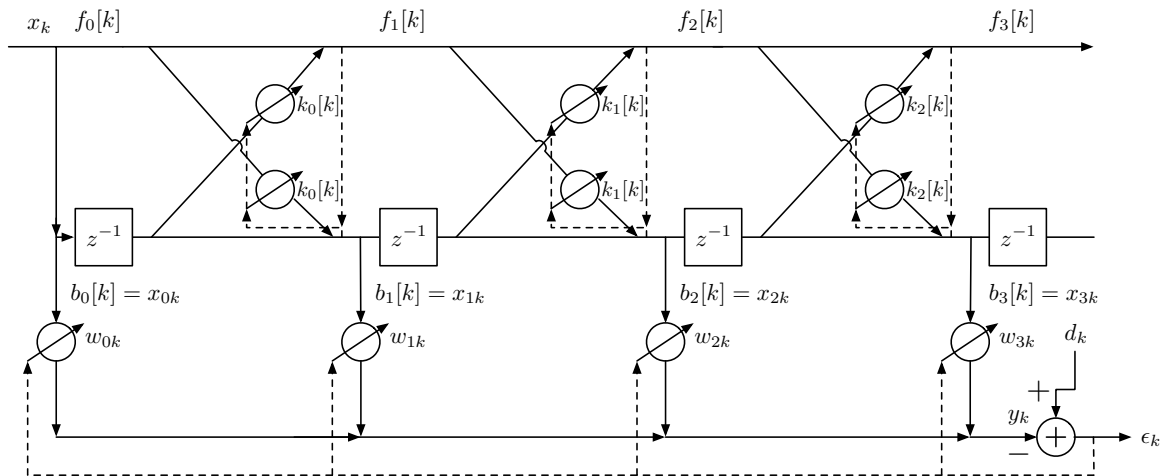 x_k f_0[k] f_1[k] f_2[k] f_3[k]
k_0[k] k_1[k] k_2[k]
k_0[k] k_1[k] k_2[k]
z^{-1} z^{-1} z^{-1} z^{-1}
b_0[k] = x_{0k} b_1[k] = x_{1k} b_2[k] = x_{2k} b_3[k] = x_{3k}
w_{0k} w_{1k} w_{2k} w_{3k} d_k
+
y_k + ϵ_k
−